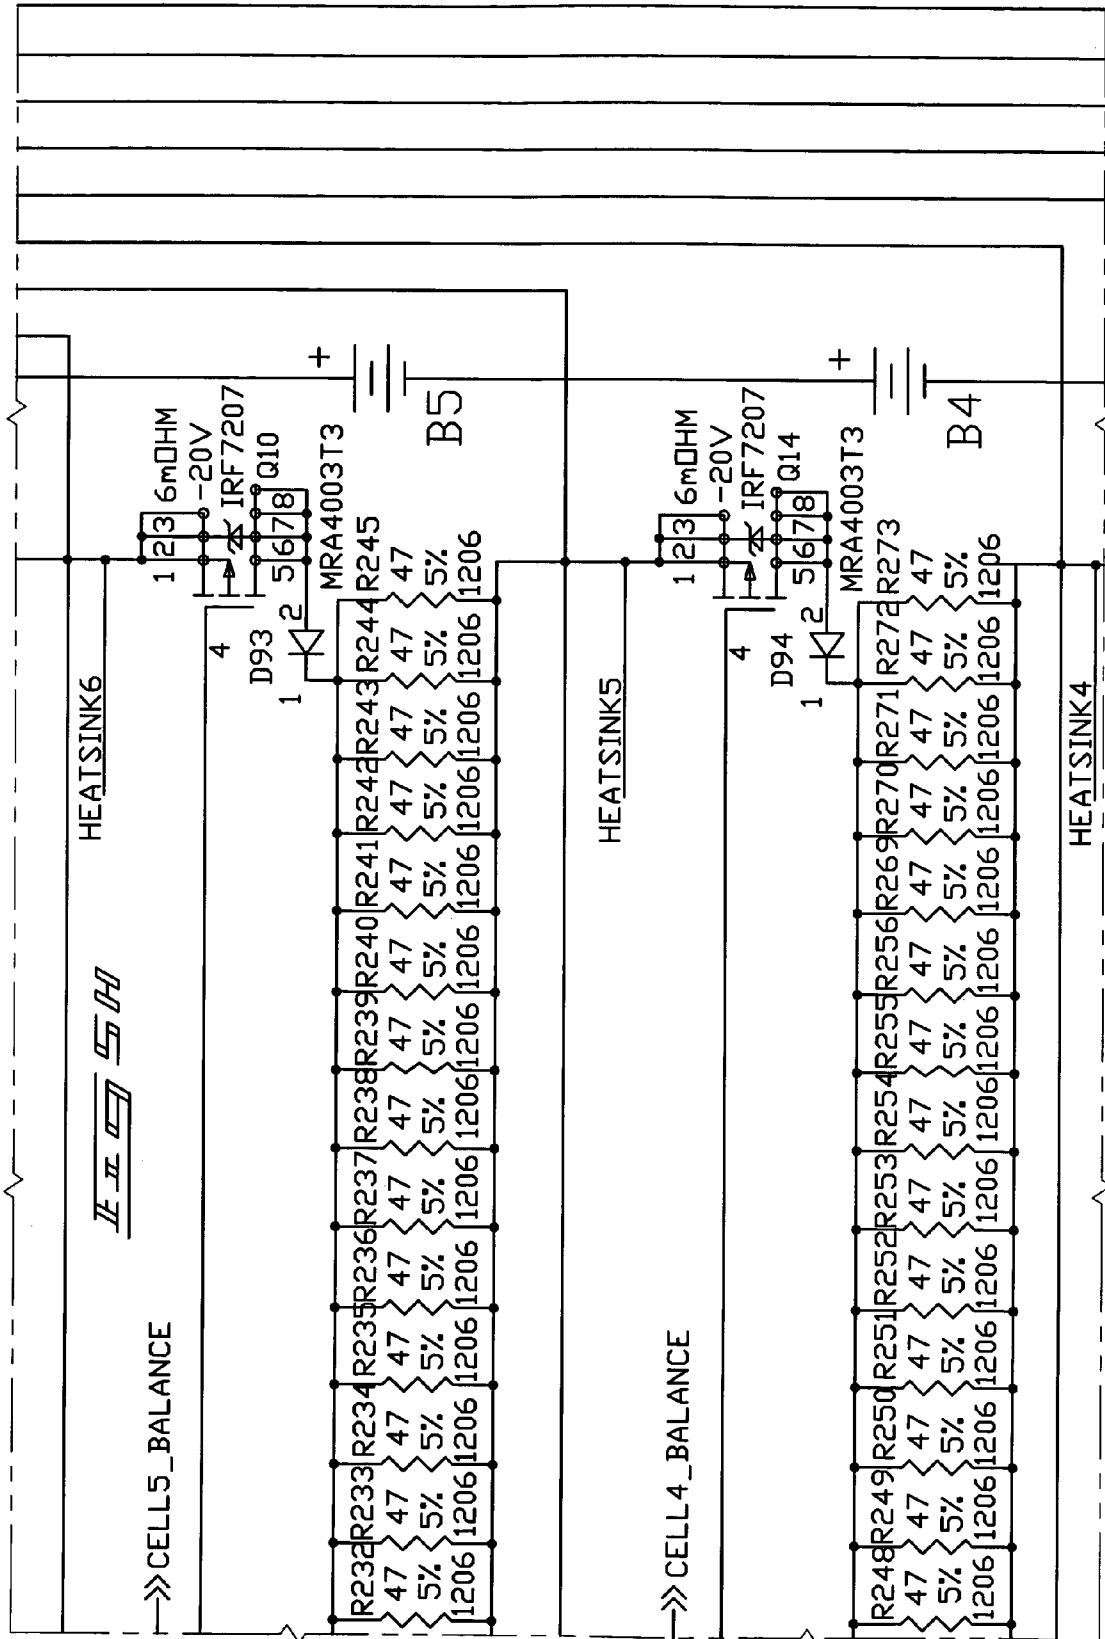 HEATSINK6
1 2 3 6mOHM
-20V
IRF7207
4
5 6 7 8 Q10
D93
1 2
MRA4003T3
+
B5
R232 R233 R234 R235 R236 R237 R238 R239 R240 R241 R242 R243 R244 R245
47 47 47 47 47 47 47 47 47 47 47 47 47 47
5% 5% 5% 5% 5% 5% 5% 5% 5% 5% 5% 5% 5% 5%
1206 1206 1206 1206 1206 1206 1206 1206 1206 1206 1206 1206 1206 1206
CELL5_BALANCE
HEATSINK5
1 2 3 6mOHM
-20V
IRF7207
4
5 6 7 8 Q14
D94
1 2
MRA4003T3
+
B4
R248 R249 R250 R251 R252 R253 R254 R255 R256 R269 R270 R271 R272 R273
47 47 47 47 47 47 47 47 47 47 47 47 47 47
5% 5% 5% 5% 5% 5% 5% 5% 5% 5% 5% 5% 5% 5%
1206 1206 1206 1206 1206 1206 1206 1206 1206 1206 1206 1206 1206 1206
CELL4_BALANCE
HEATSINK4